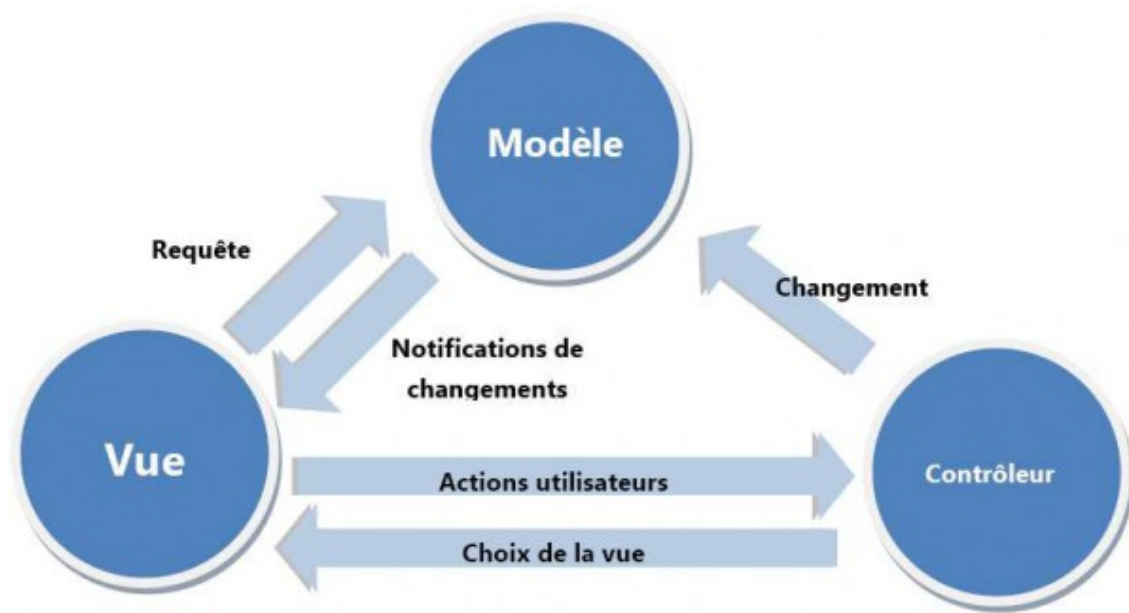 Modèle
Requête
Changement
Notifications de
changements
Vue
Actions utilisateurs
Contrôleur
Choix de la vue